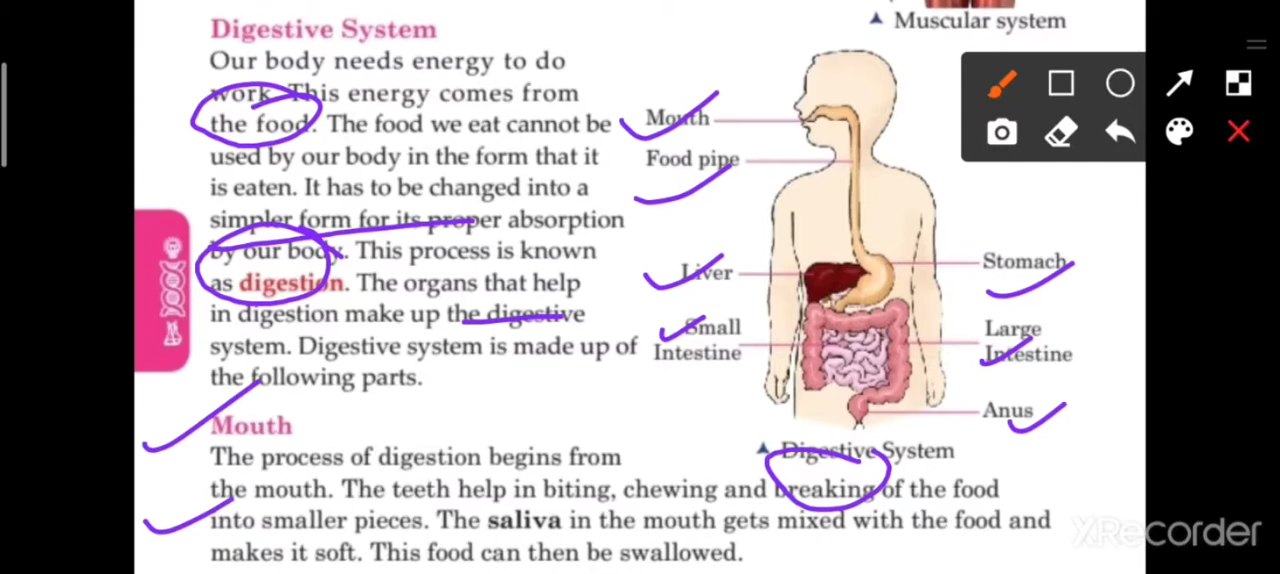 ▲ Muscular system
Digestive System
Our body needs energy to do
work. This energy comes from
the food. The food we eat cannot be
used by our body in the form that it
is eaten. It has to be changed into a
simpler form for its proper absorption
by our body. This process is known
as digestion. The organs that help
in digestion make up the digestive
system. Digestive system is made up of
the following parts.
Mouth
Food pipe
Liver
Small
Intestine
Stomach
Large
Intestine
Anus
▲ Digestive System
Mouth
The process of digestion begins from
the mouth. The teeth help in biting, chewing and breaking of the food
into smaller pieces. The saliva in the mouth gets mixed with the food and
makes it soft. This food can then be swallowed.
XRecorder